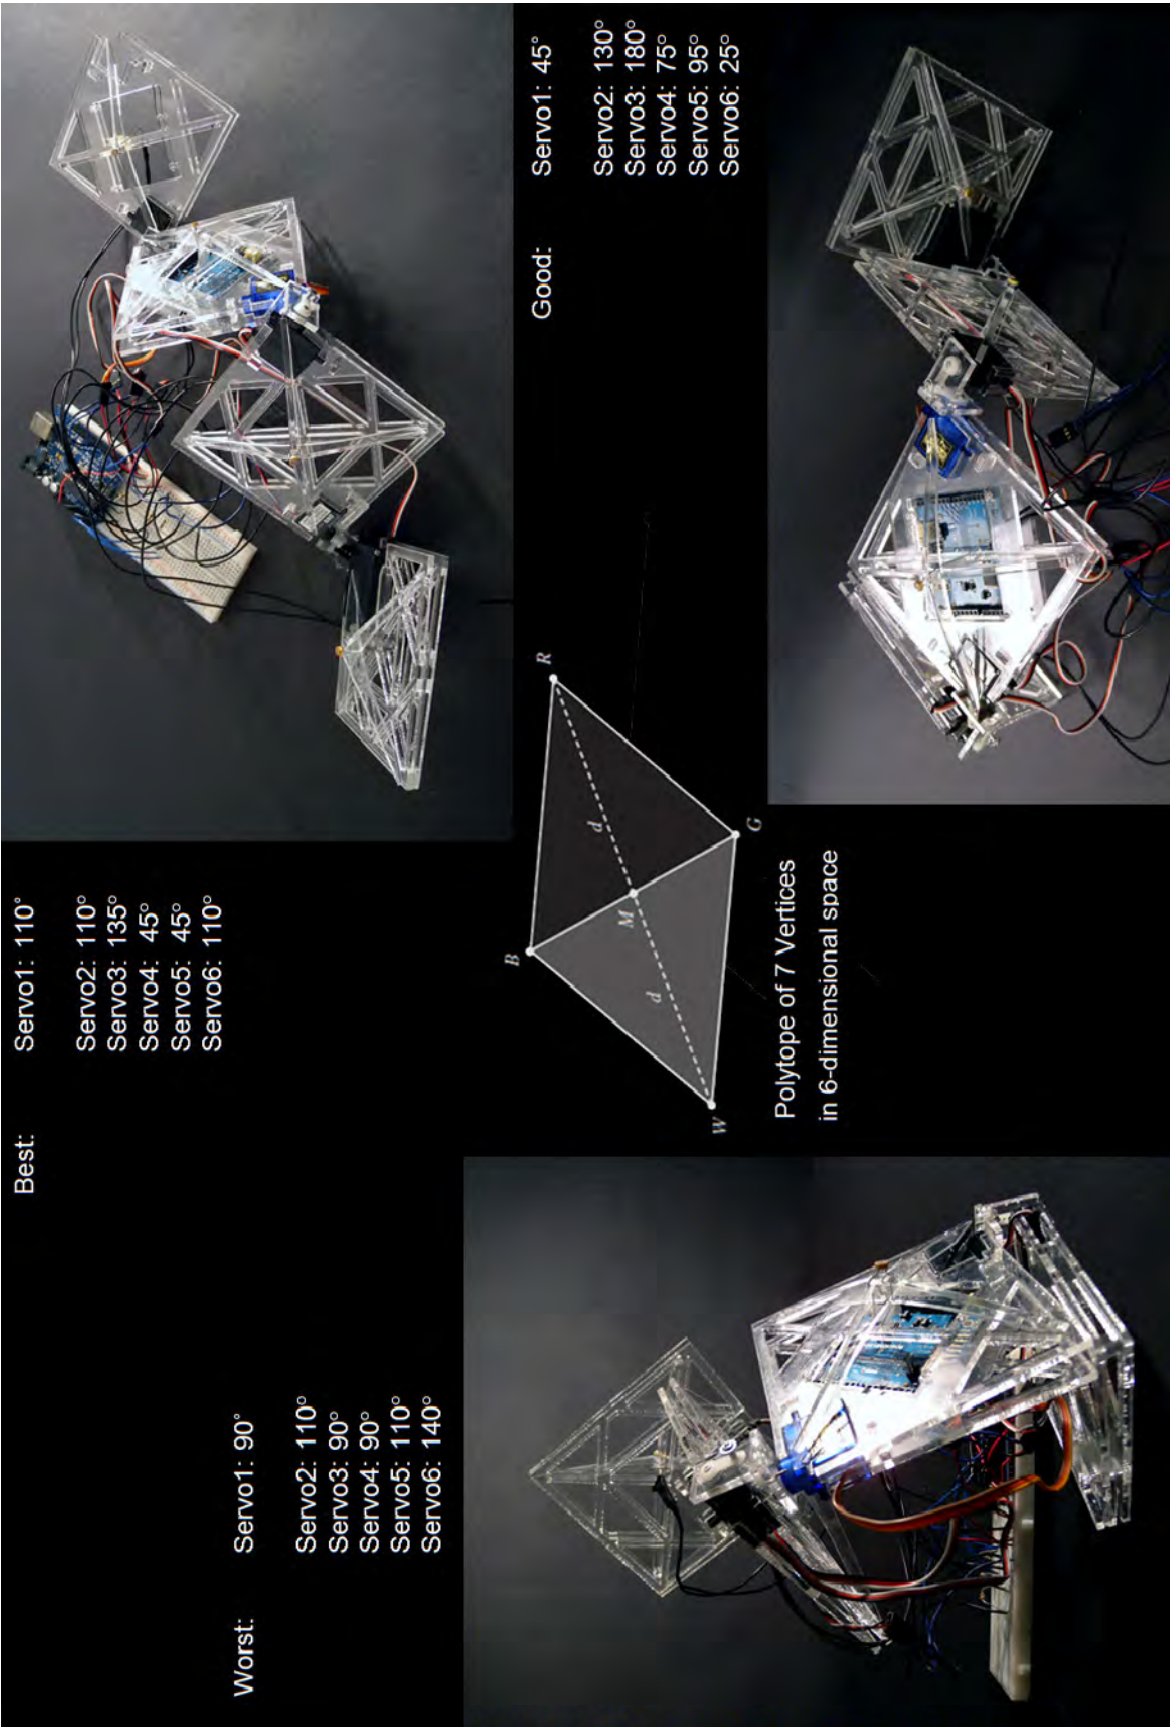 Best:
Servo1: 110°
Servo2: 110°
Servo3: 135°
Servo4: 45°
Servo5: 45°
Servo6: 110°
Worst:
Servo1: 90°
Servo2: 110°
Servo3: 90°
Servo4: 90°
Servo5: 110°
Servo6: 140°
Good:
Servo1: 45°
Servo2: 130°
Servo3: 180°
Servo4: 75°
Servo5: 95°
Servo6: 25°
B
R
d
M
d
W
G
Polytope of 7 Vertices
in 6-dimensional space